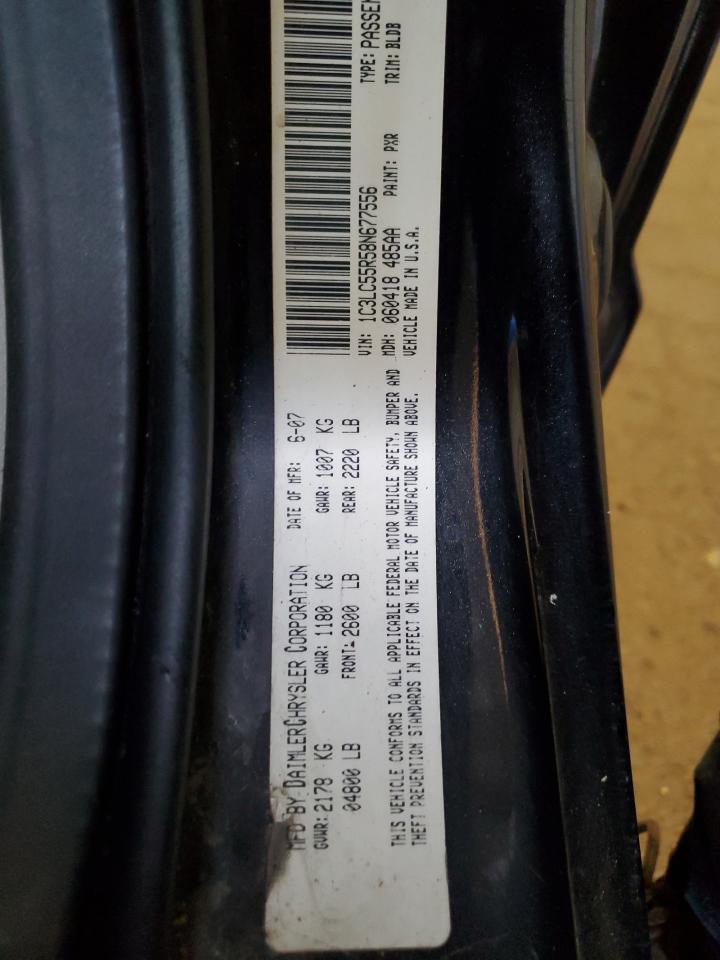 MFD BY DAIMLERCHRYSLER CORPORATION
DATE OF MFR: 6-07
GVWR: 2178 KG
GAWR: 1180 KG
GAWR: 1007 KG
04800 LB
FRONT: 2600 LB
REAR: 2220 LB
THIS VEHICLE CONFORMS TO ALL APPLICABLE FEDERAL MOTOR VEHICLE SAFETY, BUMPER AND
THEFT PREVENTION STANDARDS IN EFFECT ON THE DATE OF MANUFACTURE SHOWN ABOVE.
VIN: 1C3LC55R58N677556
TYPE: PASSEN
MDH: 060418 485AA
PAINT: PXR
TRIM: BLDB
VEHICLE MADE IN U.S.A.